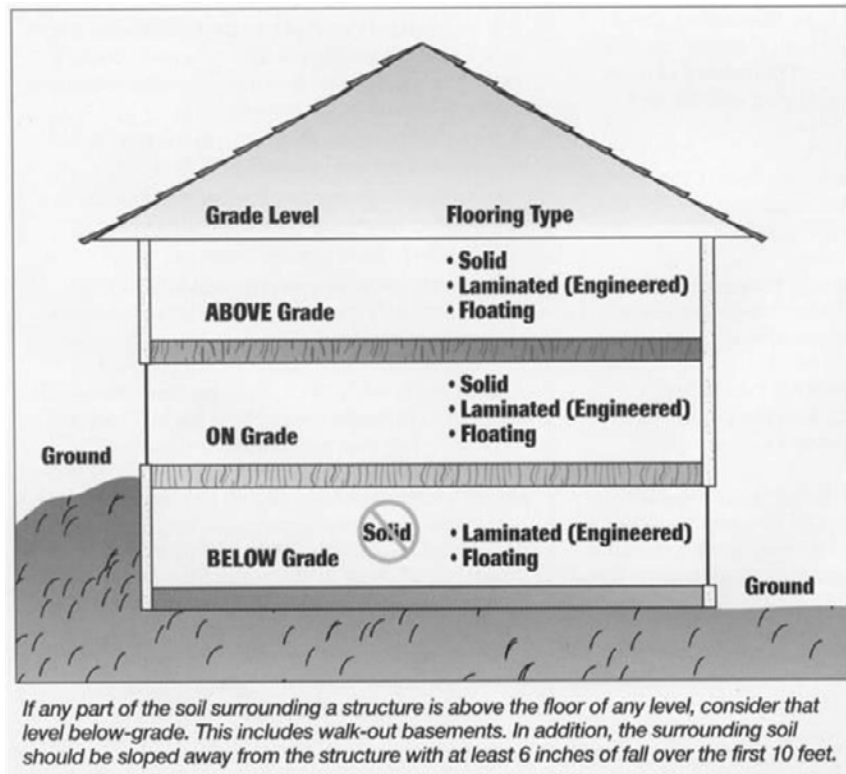 Grade Level Flooring Type
• Solid
• Laminated (Engineered)
ABOVE Grade • Floating
• Solid
• Laminated (Engineered)
ON Grade • Floating
Ground
Solid • Laminated (Engineered)
BELOW Grade • Floating
Ground
If any part of the soil surrounding a structure is above the floor of any level, consider that
level below-grade. This includes walk-out basements. In addition, the surrounding soil
should be sloped away from the structure with at least 6 inches of fall over the first 10 feet.